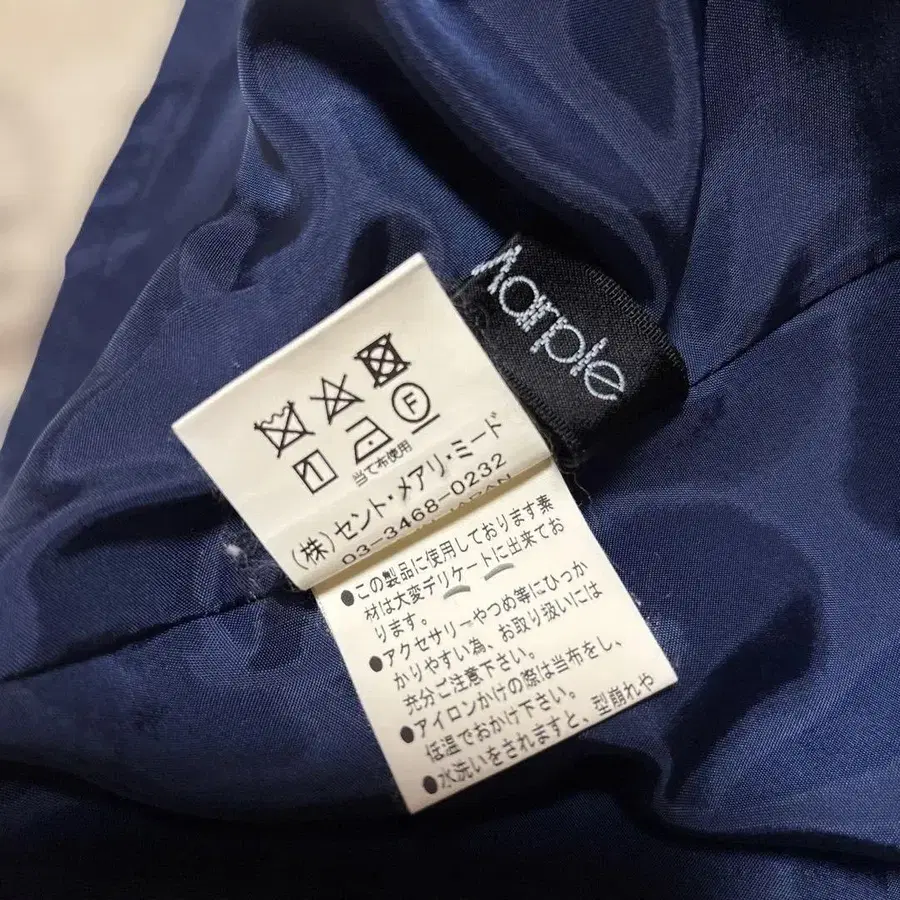 Marple
F
当て布使用
(株)セント・メアリ・ミード
03-3468-0232
JAPAN
●この製品に使用しております素
材は大変デリケートに出来てお
ります。
●アクセサリーやつめ等にひっか
かりやすい為、お取り扱いには
充分ご注意下さい。
●アイロンかけの際は当布をし、
低温でおかけ下さい。
●水洗いをされますと、型崩れや